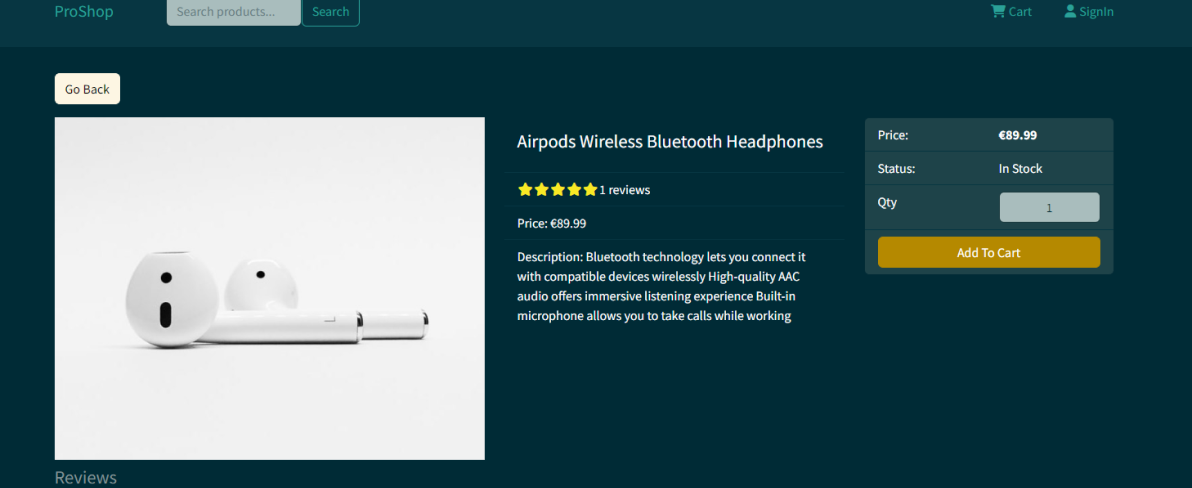 ProShop
Search products...
Search
Cart
SignIn
Go Back
Airpods Wireless Bluetooth Headphones
1 reviews
Price: €89.99
Description: Bluetooth technology lets you connect it
with compatible devices wirelessly High-quality AAC
audio offers immersive listening experience Built-in
microphone allows you to take calls while working
Price: €89.99
Status: In Stock
Qty 1
Add To Cart
Reviews